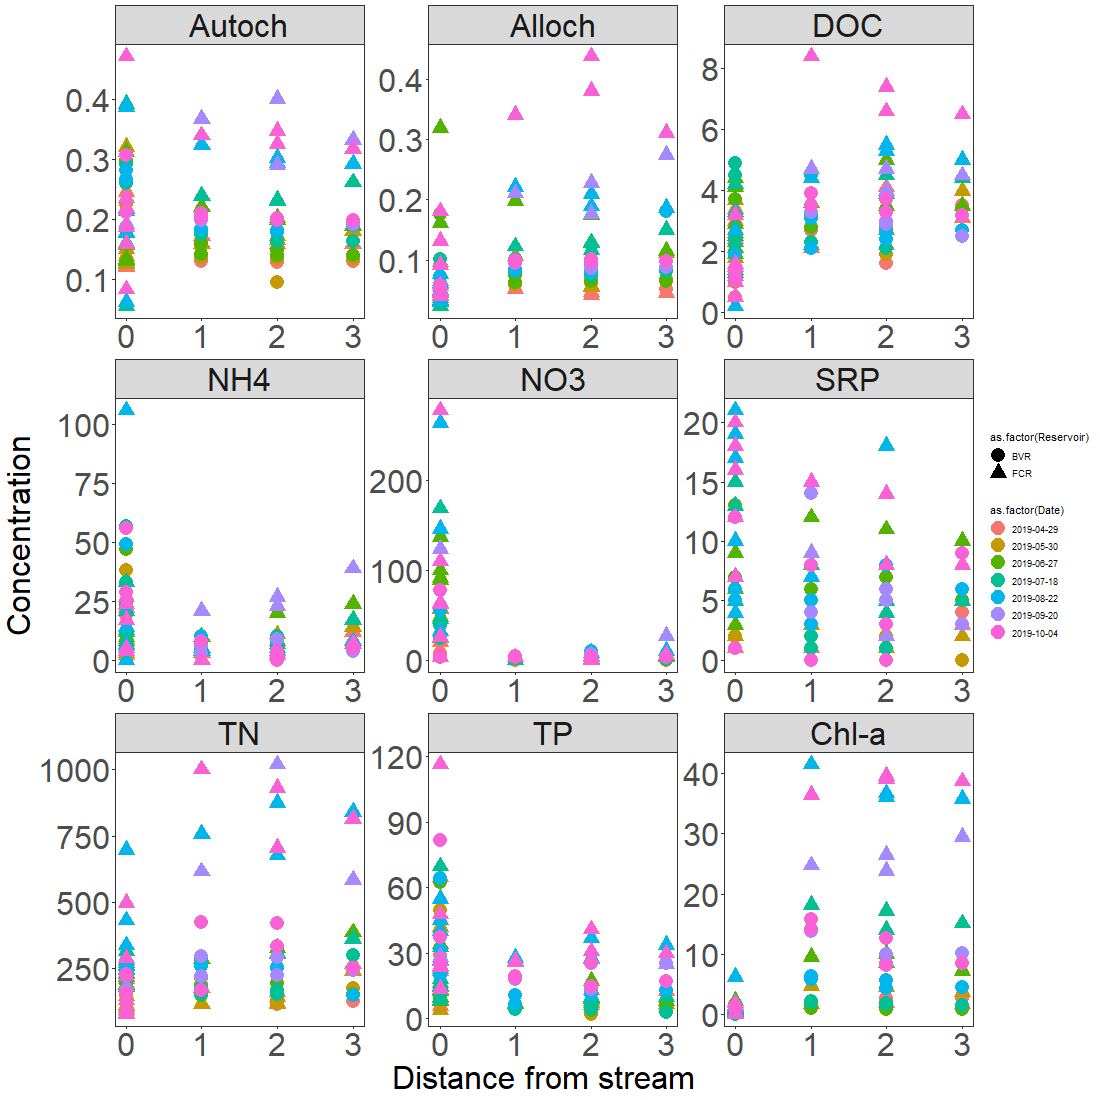 Autoch Alloch DOC
0.4
0.3
0.2
0.1
0 1 2 3
0.4
0.3
0.2
0.1
0 1 2 3
8
6
4
2
0
0 1 2 3
NH4 NO3 SRP
100
75
50
25
0
0 1 2 3
200
100
0
0 1 2 3
20
15
10
5
0
0 1 2 3
TN TP Chl-a
1000
750
500
250
0 1 2 3
120
90
60
30
0
0 1 2 3
40
30
20
10
0
0 1 2 3
Concentration
Distance from stream
as.factor(Reservoir)
BVR
FCR
as.factor(Date)
2019-04-29
2019-05-30
2019-06-27
2019-07-18
2019-08-22
2019-09-20
2019-10-04